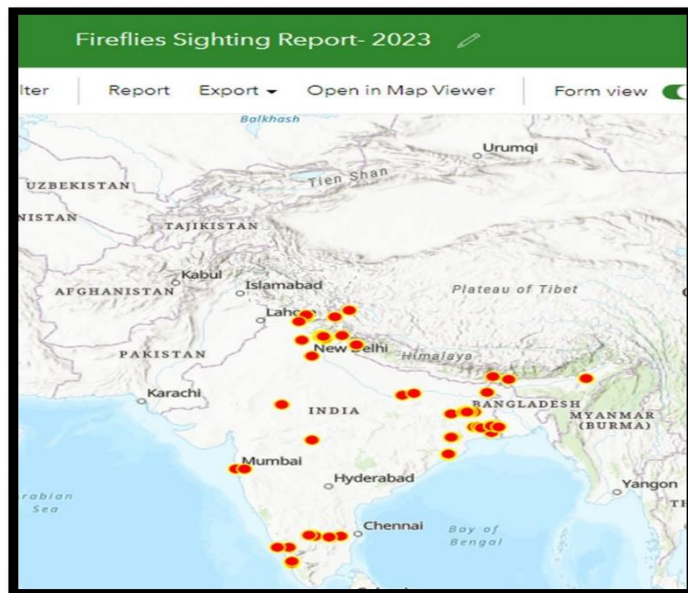 Fireflies Sighting Report- 2023
lter Report Export Open in Map Viewer Form view
Balkhash
Urumqi
Tien Shan
UZBEKISTAN
NISTAN
TAJIKISTAN
Kabul
Islamabad
AFGHANISTAN
Plateau of Tibet
PAKISTAN
New Delhi
Himalaya
Karachi
INDIA
BANGLADESH
MYANMAR
(BURMA)
Mumbai
Hyderabad
Yangon
rabian
Sea
Chennai
Bay of
Bengal